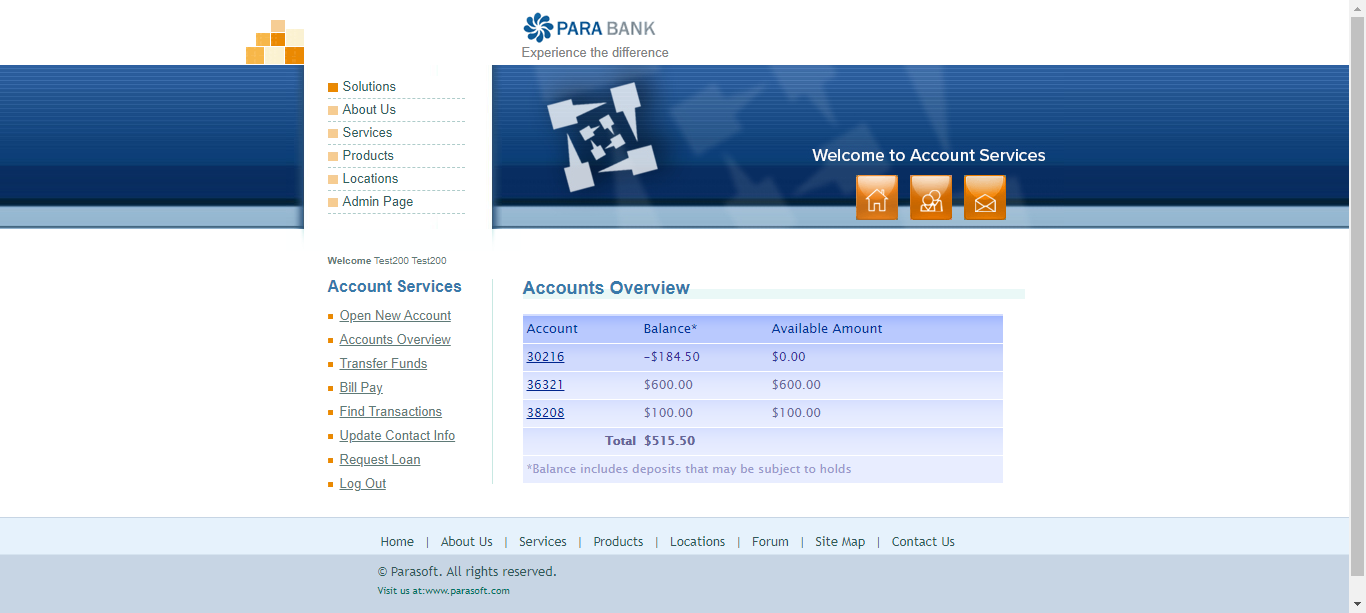 PARA BANK
Experience the difference
Solutions
About Us
Services
Products
Locations
Admin Page
Welcome to Account Services
Welcome Test200 Test200
Account Services
Open New Account
Accounts Overview
Transfer Funds
Bill Pay
Find Transactions
Update Contact Info
Request Loan
Log Out
Accounts Overview
Account Balance* Available Amount
30216 -$184.50 $0.00
36321 $600.00 $600.00
38208 $100.00 $100.00
Total $515.50
*Balance includes deposits that may be subject to holds
Home | About Us | Services | Products | Locations | Forum | Site Map | Contact Us
© Parasoft. All rights reserved.
Visit us at:www.parasoft.com